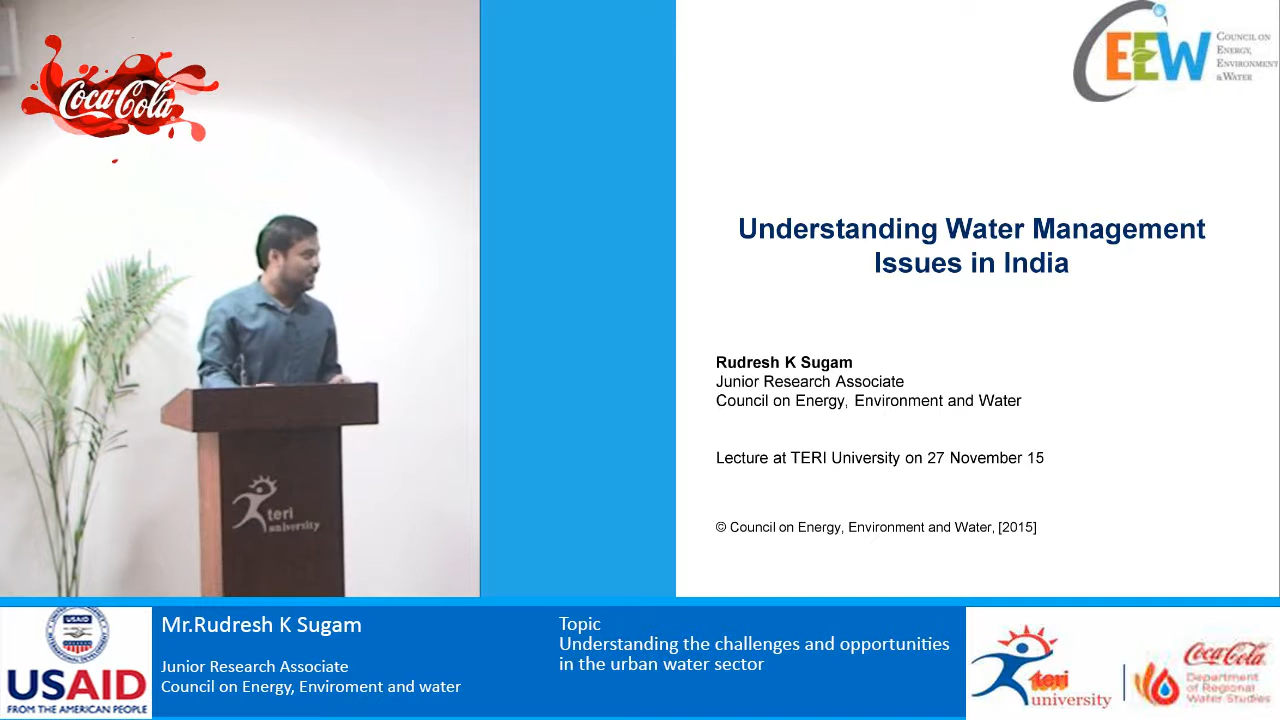 Coca-Cola
EEW
COUNCIL ON
ENERGY,
ENVIRONMENT
& WATER
Understanding Water Management
Issues in India
Rudresh K Sugam
Junior Research Associate
Council on Energy, Environment and Water
Lecture at TERI University on 27 November 15
© Council on Energy, Environment and Water, [2015]
teri
university
USAID
USAID
FROM THE AMERICAN PEOPLE
Mr.Rudresh K Sugam
Junior Research Associate
Council on Energy, Enviroment and water
Topic
Understanding the challenges and opportunities
in the urban water sector
teri
university
Coca-Cola
Department
of Regional
Water Studies